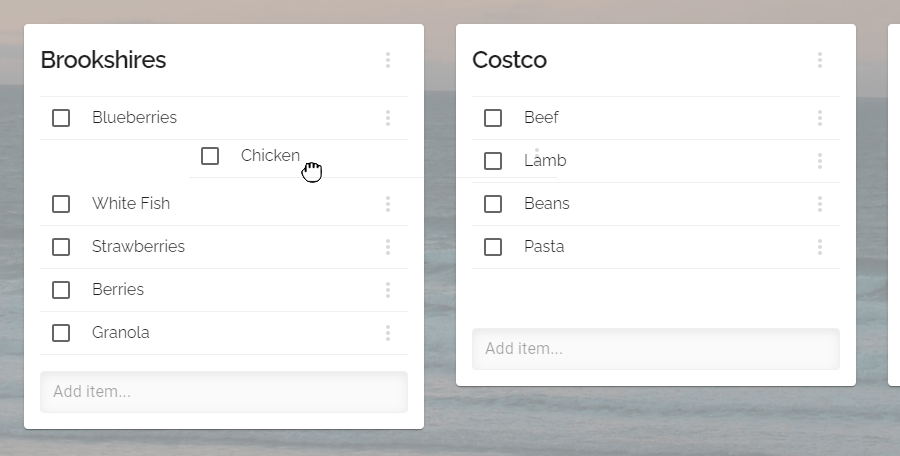 Brookshires
Blueberries
Chicken
White Fish
Strawberries
Berries
Granola
Add item...
Costco
Beef
Lamb
Beans
Pasta
Add item...